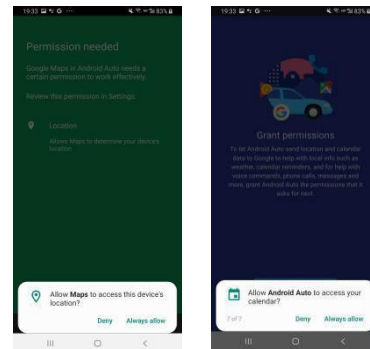 19:33 83%
Permission needed
Google Maps or Android Auto needs a
certain permission to work effectively.
Review this permission in Settings.
Location
Allows Maps to determine your device's
location
Allow Maps to access this device's
location?
Deny Always allow
19:33 83%
Grant permissions
To let Android Auto send location and calendar
data to Google to help with local info such as
weather, calendar reminders, and for help with
voice commands, phone calls, messages and
more, grant Android Auto the permissions that it
asks for next.
Allow Android Auto to access your
calendar?
Deny Always allow